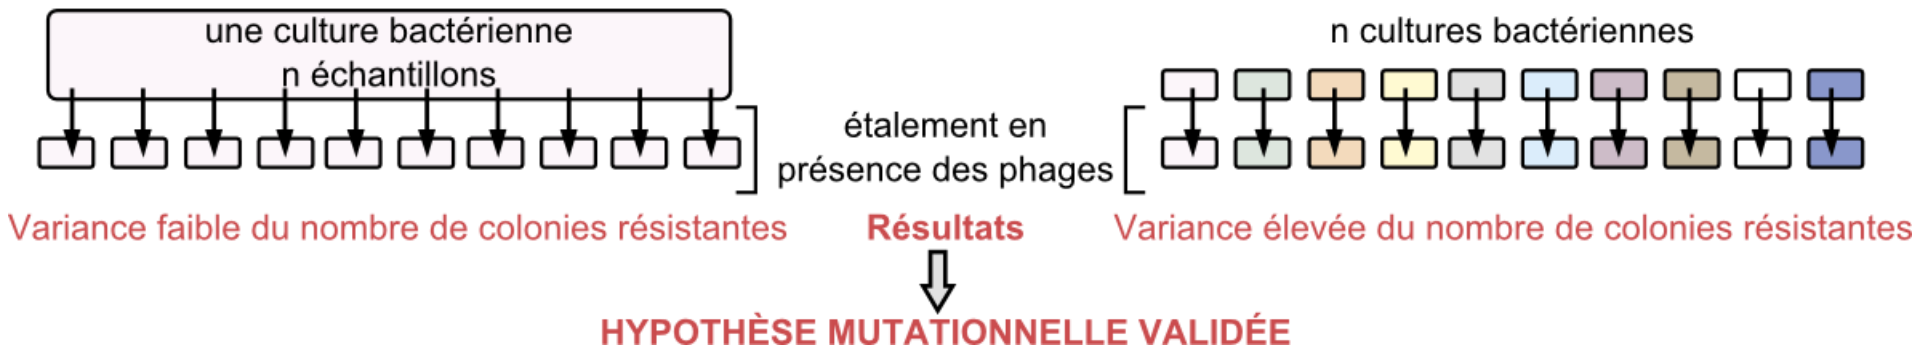 une culture bactérienne
n échantillons
n cultures bactériennes
étalement en
présence des phages
Variance faible du nombre de colonies résistantes
Résultats
Variance élevée du nombre de colonies résistantes
HYPOTHÈSE MUTATIONNELLE VALIDÉE